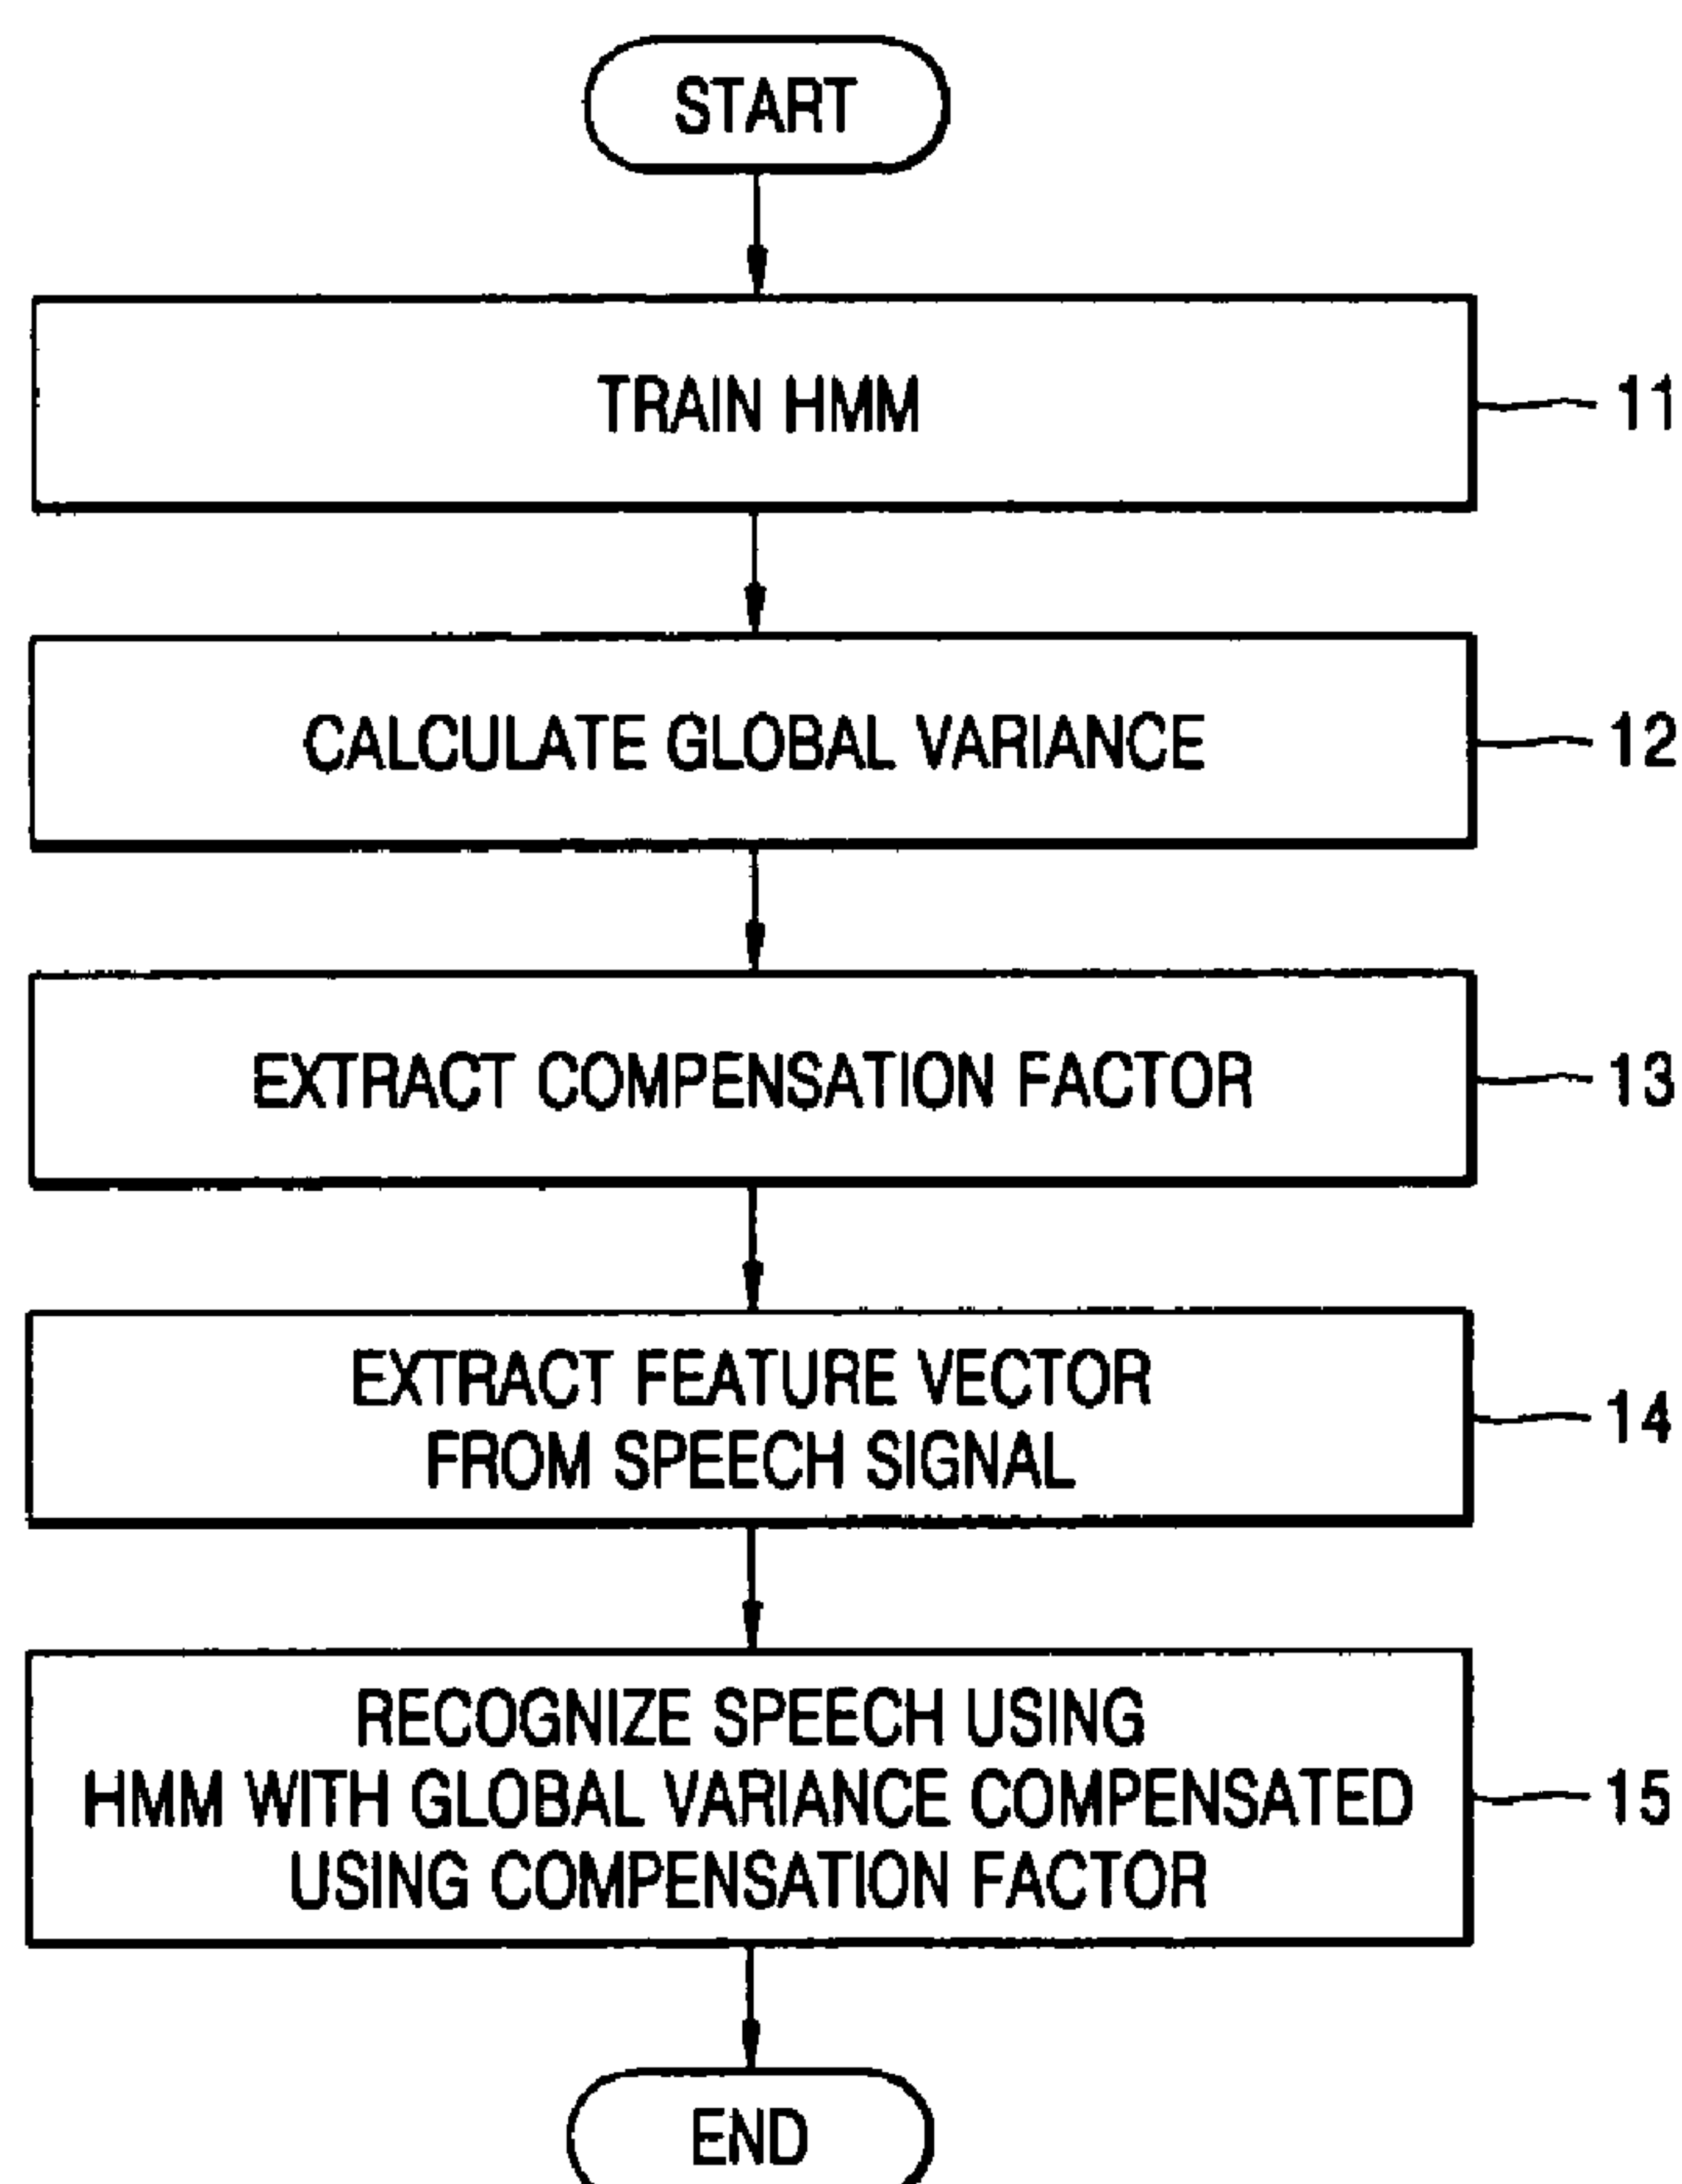 START
TRAIN HMM
11
CALCULATE GLOBAL VARIANCE
12
EXTRACT COMPENSATION FACTOR
13
EXTRACT FEATURE VECTOR
FROM SPEECH SIGNAL
14
RECOGNIZE SPEECH USING
HMM WITH GLOBAL VARIANCE COMPENSATED
USING COMPENSATION FACTOR
15
END